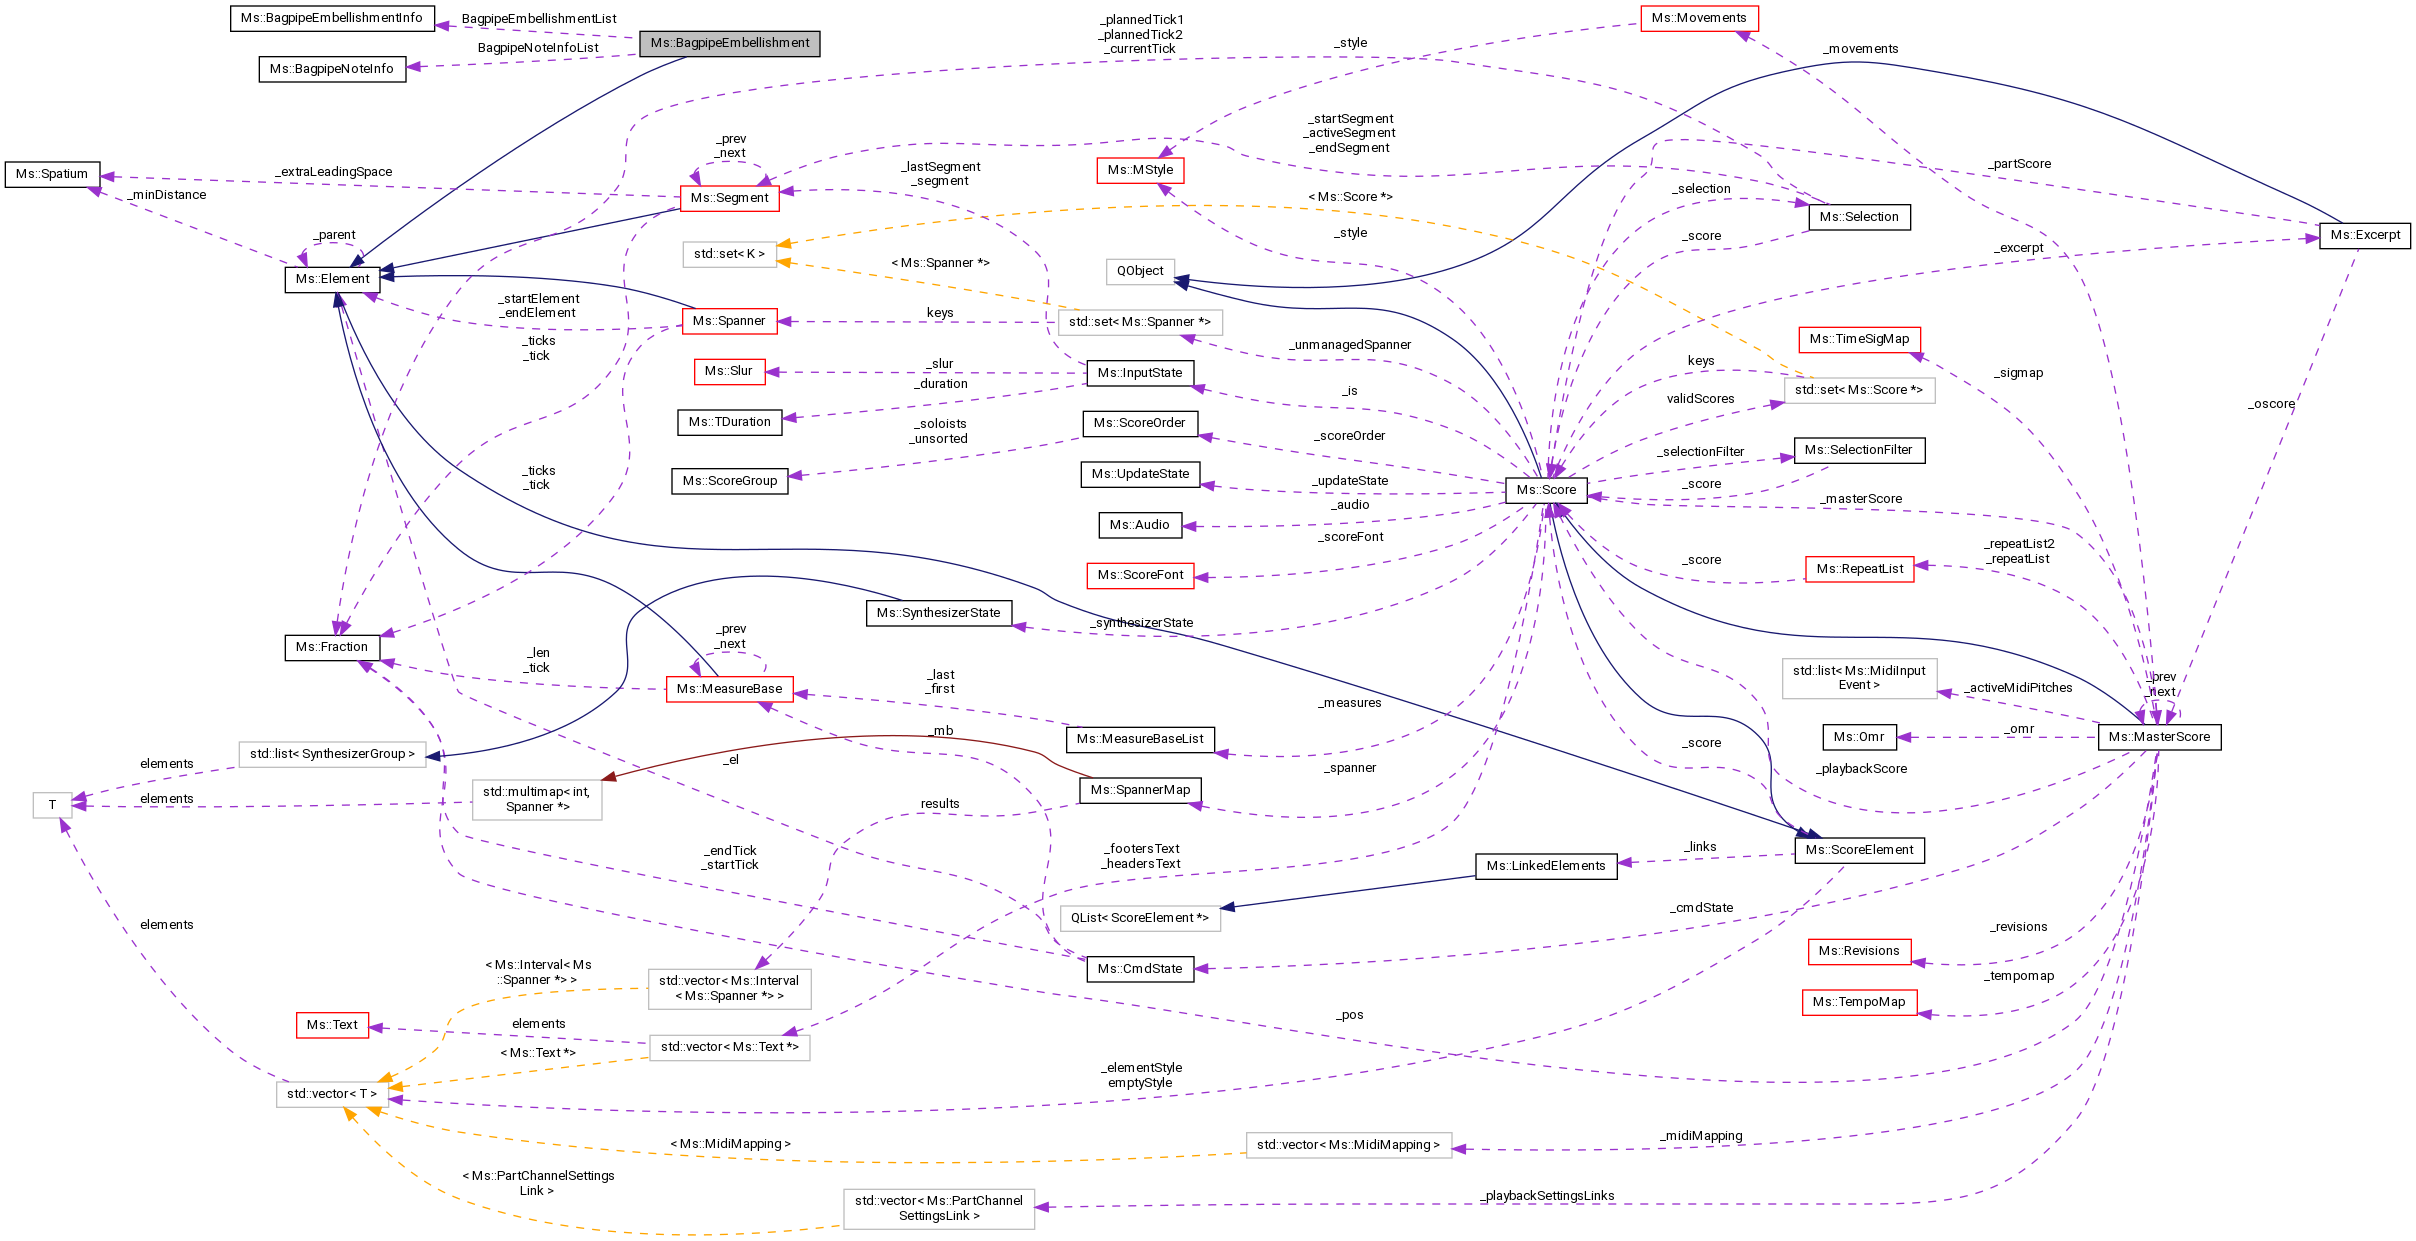 Ms::BagpipeEmbellishmentInfo
BagpipeEmbellishmentList
Ms::BagpipeEmbellishment
BagpipeNoteInfoList
Ms::BagpipeNoteInfo
_plannedTick1
_plannedTick2
_currentTick
_style
Ms::Movements
_movements
Ms::Spatium
_extraLeadingSpace
_minDistance
_prev
_next
Ms::Segment
_lastSegment
_segment
Ms::MStyle
_startSegment
_activeSegment
_endSegment
_selection
Ms::Selection
_partScore
Ms::Excerpt
_parent
Ms::Element
std::set< K >
< Ms::Score *>
< Ms::Spanner *>
QObject
_style
_score
_excerpt
_startElement
_endElement
Ms::Spanner
keys
std::set< Ms::Spanner *>
_unmanagedSpanner
Ms::TimeSigMap
_sigmap
_ticks
_tick
Ms::Slur
_slur
Ms::InputState
_is
keys
std::set< Ms::Score *>
validScores
_oscore
_duration
Ms::TDuration
_soloists
_unsorted
Ms::ScoreOrder
_scoreOrder
_selectionFilter
Ms::SelectionFilter
_ticks
_tick
Ms::ScoreGroup
Ms::UpdateState
_updateState
Ms::Score
_score
_masterScore
Ms::Audio
_audio
_scoreFont
Ms::ScoreFont
_score
Ms::RepeatList
_repeatList2
_repeatList
Ms::SynthesizerState
_synthesizerState
Ms::Fraction
_len
_tick
_prev
_next
Ms::MeasureBase
_last
_first
_measures
std::list< Ms::MidiInput
Event >
_activeMidiPitches
_prev
_next
Ms::MasterScore
Ms::MeasureBaseList
_mb
_score
Ms::Omr
_omr
std::list< SynthesizerGroup >
elements
_el
_spanner
_playbackScore
T
elements
std::multimap< int,
Spanner *>
results
Ms::SpannerMap
_endTick
_startTick
_footersText
_headersText
Ms::LinkedElements
_links
Ms::ScoreElement
elements
QList< ScoreElement *>
_cmdState
_revisions
Ms::Revisions
< Ms::Interval< Ms
::Spanner *> >
std::vector< Ms::Interval
< Ms::Spanner *> >
Ms::CmdState
_tempomap
Ms::TempoMap
Ms::Text
elements
std::vector< Ms::Text *>
_pos
< Ms::Text *>
std::vector< T >
_elementStyle
emptyStyle
< Ms::MidiMapping >
std::vector< Ms::MidiMapping >
_midiMapping
< Ms::PartChannelSettings
Link >
std::vector< Ms::PartChannel
SettingsLink >
_playbackSettingsLinks